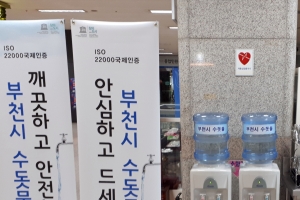 ISO
22000국제인증
깨끗하고 안전
부천시 수돗물
ISO
22000국제인증
부천시 수돗
안심하고 드세
부천시 수돗물
부천시 수돗물